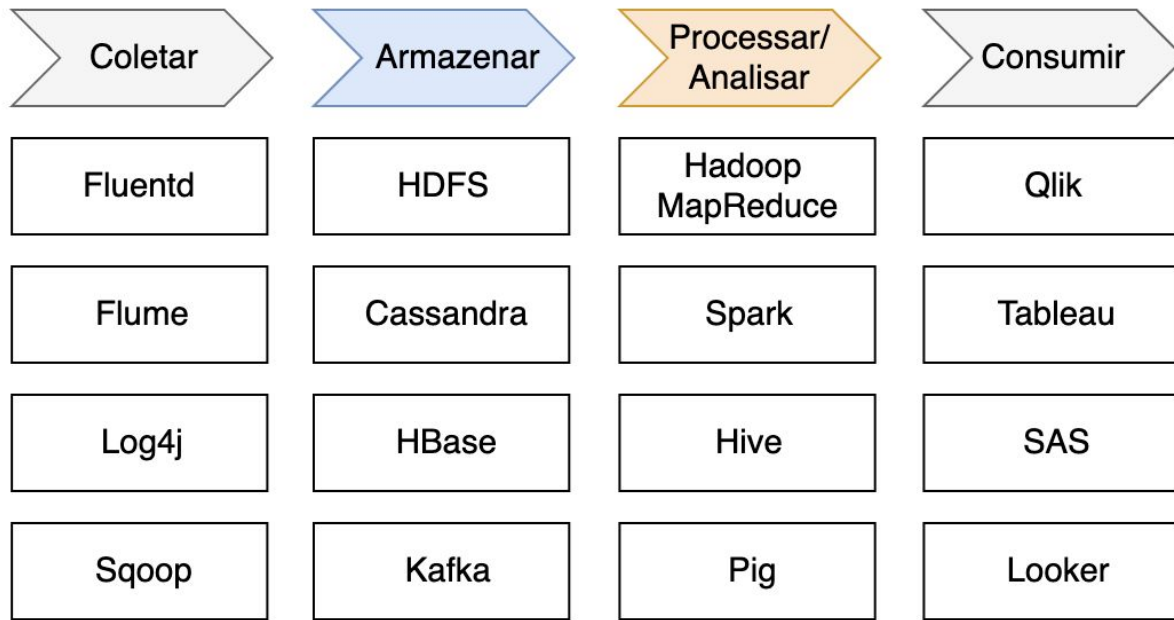 Coletar
Armazenar
Processar/
Analisar
Consumir
Fluentd
HDFS
Hadoop
MapReduce
Qlik
Flume
Cassandra
Spark
Tableau
Log4j
HBase
Hive
SAS
Sqoop
Kafka
Pig
Looker